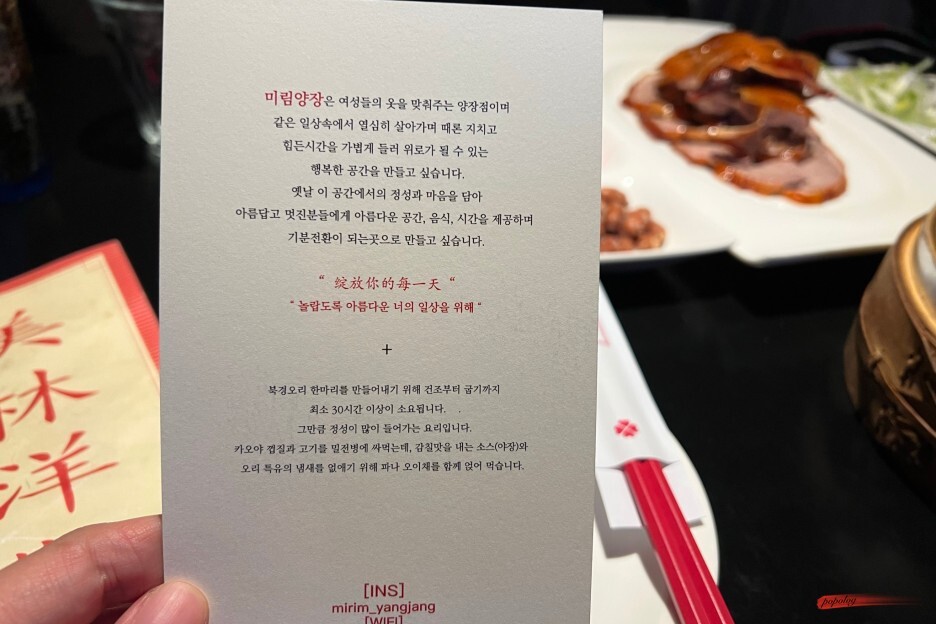 미림양장은 여성들의 옷을 맞춰주는 양장점이며
같은 일상속에서 열심히 살아가며 때론 지치고
힘든시간을 가볍게 들러 위로가 될 수 있는
행복한 공간을 만들고 싶습니다.
옛날 이 공간에서의 정성과 마음을 담아
아름답고 멋진분들에게 아름다운 공간, 음식, 시간을 제공하며
기분전환이 되는곳으로 만들고 싶습니다.
“ 绽放你的每一天 “
“ 놀랍도록 아름다운 너의 일상을 위해 “
+
북경오리 한마리를 만들어내기 위해 건조부터 굽기까지
최소 30시간 이상이 소요됩니다.
그만큼 정성이 많이 들어가는 요리입니다.
카오야 껍질과 고기를 밀전병에 싸먹는데, 감칠맛을 내는 소스(야장)와
오리 특유의 냄새를 없애기 위해 파나 오이채를 함께 얹어 먹습니다.
[INS]
mirim_yangjang
[WIFI]
美
林
洋
popolog